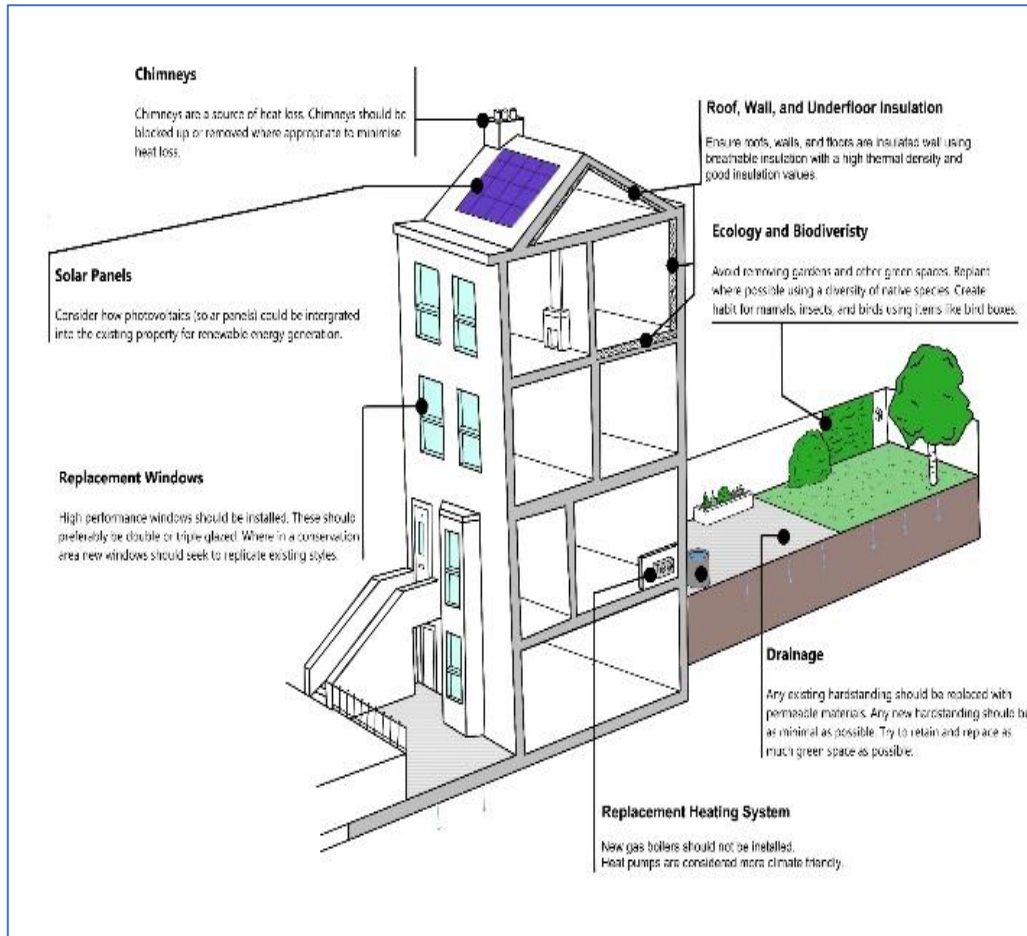 Chimneys
Chimneys are a source of heat loss. Chimneys should be
blocked up or removed where appropriate to minimise
heat loss.
Roof, Wall, and Underfloor Insulation
Ensure roofs, walls, and floors are insulated well using
breathable insulation with a high thermal density and
good insulation values.
Ecology and Biodiveristy
Avoid removing gardens and other green spaces. Replant
where possible using a diversity of native species. Create
habit for mamals, insects, and birds using items like bird boxes.
Solar Panels
Consider how photovoltaics (solar panels) could be intergrated
into the existing property for renewable energy generation.
Replacement Windows
High performance windows should be installed. These should
preferably be double or triple glazed. Where in a conservation
area new windows should seek to replicate existing styles.
Drainage
Any existing hardstanding should be replaced with
permeable materials. Any new hardstanding should be
as minimal as possible. Try to retain and replace as
much green space as possible.
Replacement Heating System
New gas boilers should not be installed.
Heat pumps are considered more climate friendly.